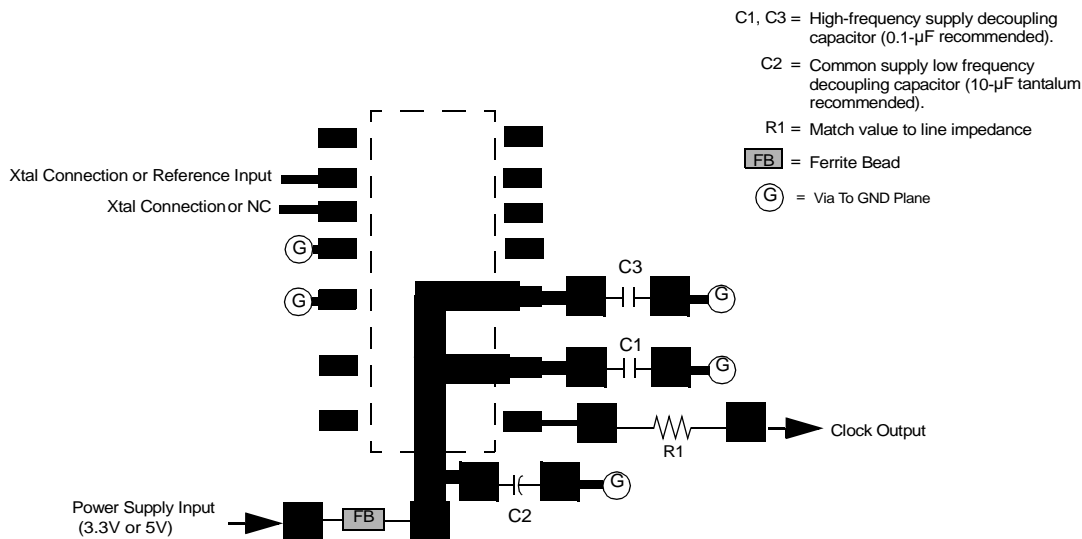 C1, C3 = High-frequency supply decoupling
capacitor (0.1-µF recommended).
C2 = Common supply low frequency
decoupling capacitor (10-µF tantalum
recommended).
R1 = Match value to line impedance
FB = Ferrite Bead
G = Via To GND Plane
Xtal Connection or Reference Input
Xtal Connection or NC
G
G
C3
G
C1
G
R1
Clock Output
G
C2
Power Supply Input
(3.3V or 5V)
FB